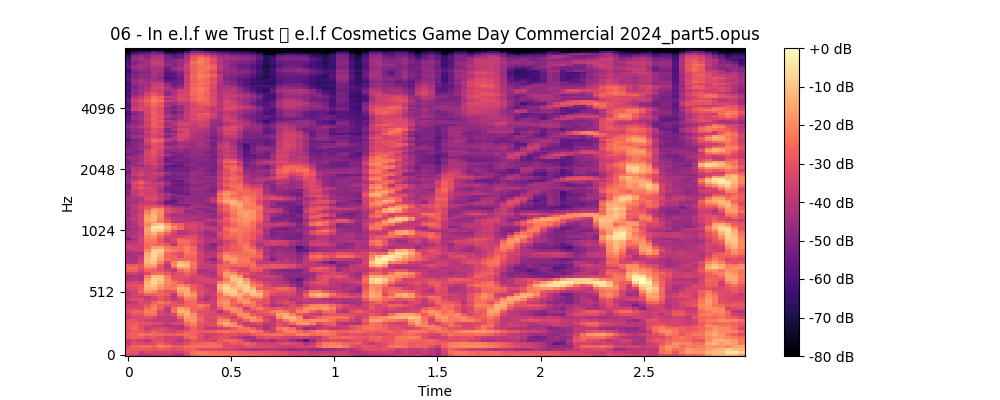 06 - In e.l.f we Trust ▯ e.l.f Cosmetics Game Day Commercial 2024_part5.opus
+0 dB
-10 dB
-20 dB
-30 dB
-40 dB
-50 dB
-60 dB
-70 dB
-80 dB
Hz
4096
2048
1024
512
0
0 0.5 1 1.5 2 2.5
Time